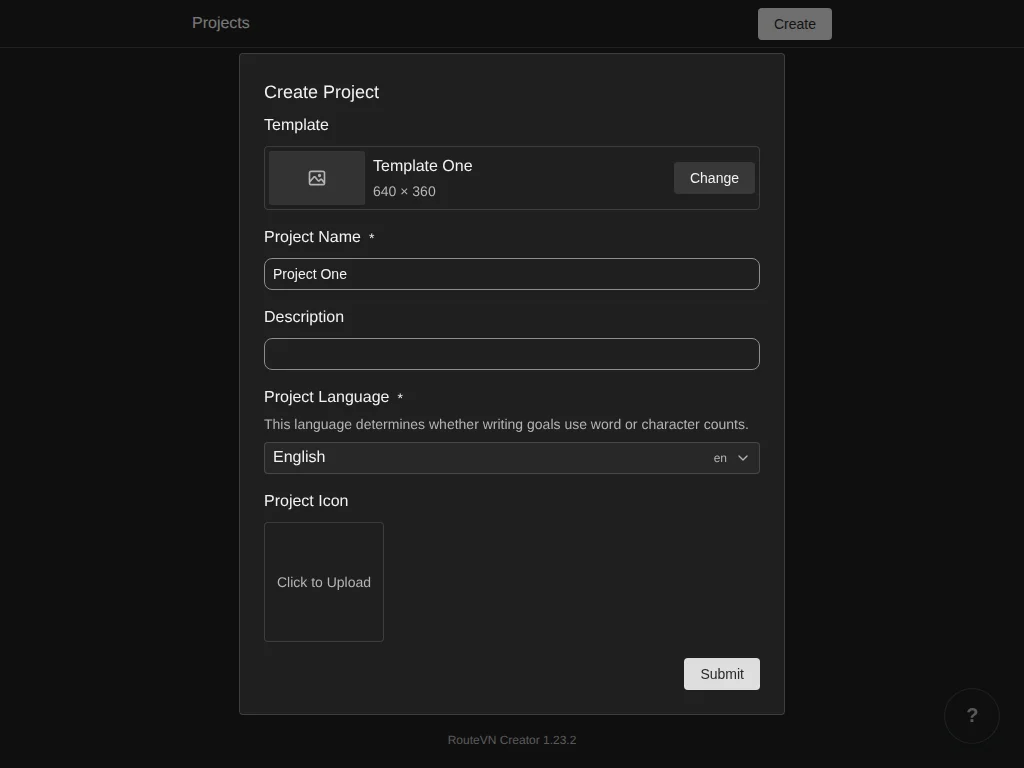 Projects
Create
Create Project
Template
Template One
640 × 360
Change
Project Name *
Project One
Description
Project Language *
This language determines whether writing goals use word or character counts.
English
en
Project Icon
Click to Upload
Submit
?
RouteVN Creator 1.23.2